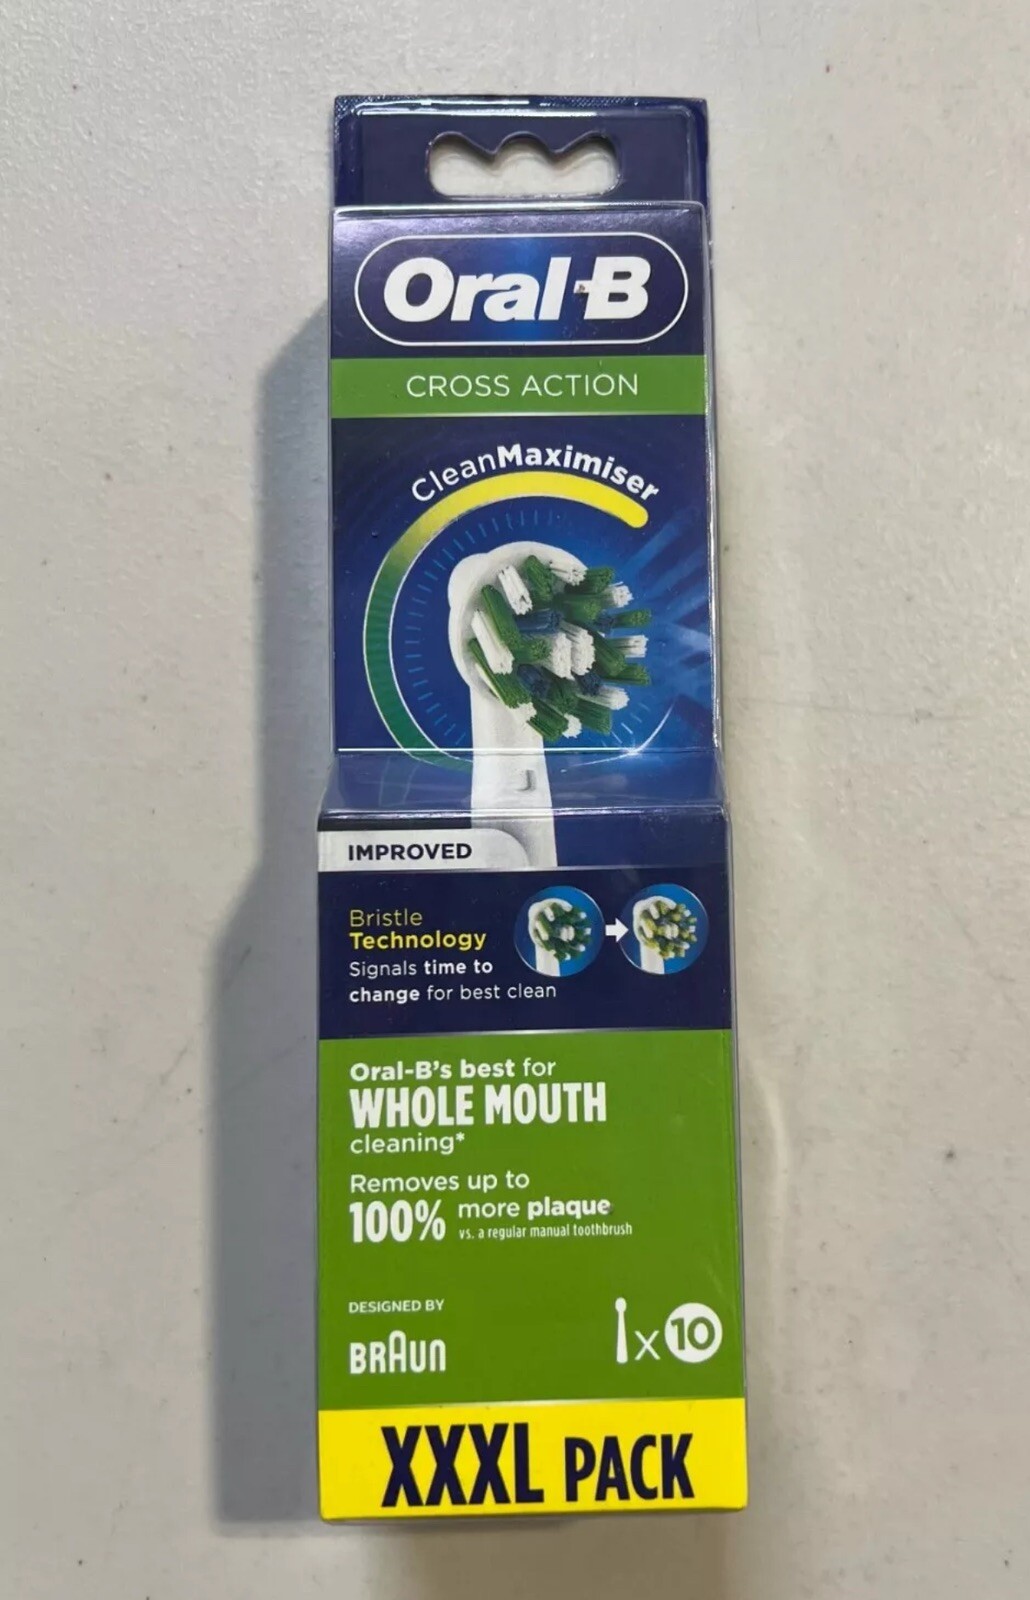 Oral-B
CROSS ACTION
CleanMaximiser
IMPROVED
Bristle
Technology
Signals time to
change for best clean
Oral-B's best for
WHOLE MOUTH
cleaning*
Removes up to
100% more plaque
vs. a regular manual toothbrush
DESIGNED BY
BRAUN
x 10
XXXL PACK